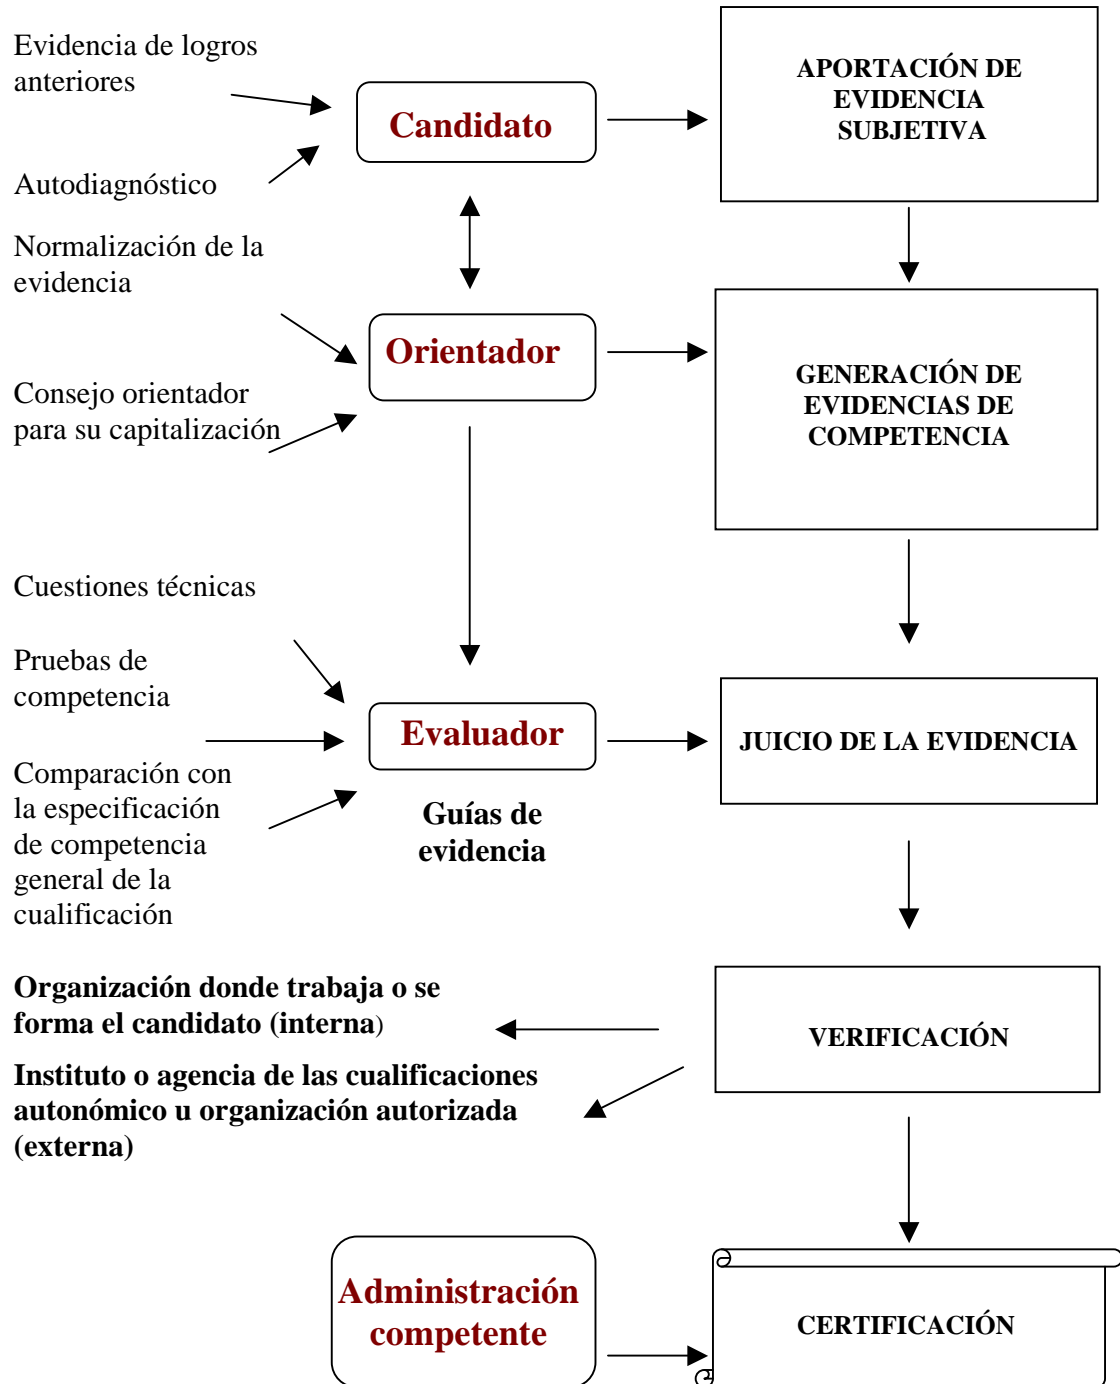 Evidencia de logros
anteriores
Candidato
APORTACIÓN DE
EVIDENCIA
SUBJETIVA
Autodiagnóstico
Normalización de la
evidencia
Orientador
GENERACIÓN DE
EVIDENCIAS DE
COMPETENCIA
Consejo orientador
para su capitalización
Cuestiones técnicas
Pruebas de
competencia
Evaluador
JUICIO DE LA EVIDENCIA
Comparación con
la especificación
de competencia
general de la
cualificación
Guías de
evidencia
Organización donde trabaja o se
forma el candidato (interna)
VERIFICACIÓN
Instituto o agencia de las cualificaciones
autonómico u organización autorizada
(externa)
Administración
competente
CERTIFICACIÓN